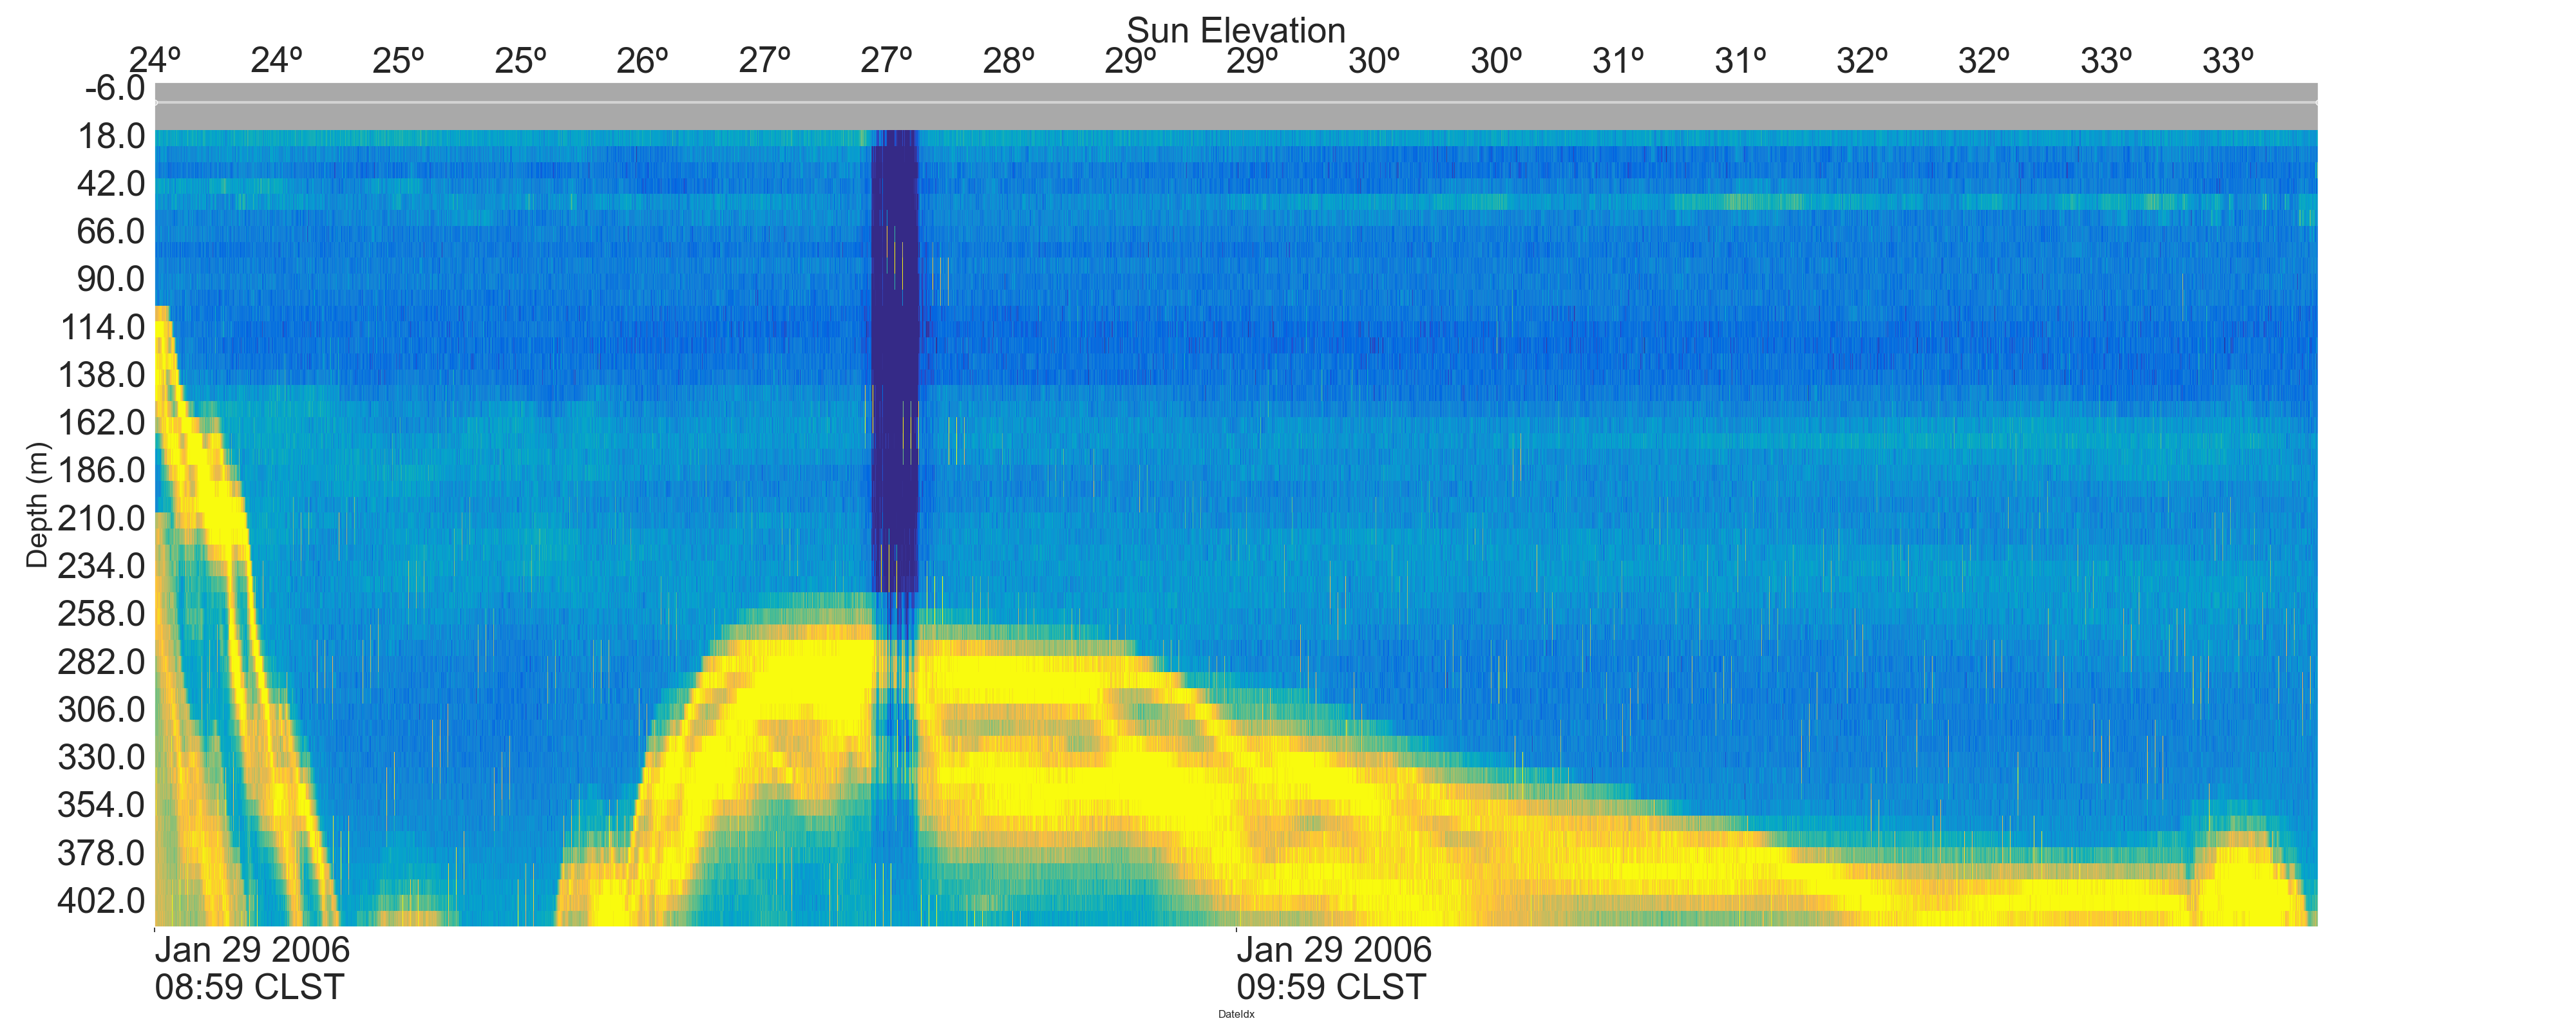 Sun Elevation
24º 24º 25º 25º 26º 27º 27º 28º 29º 29º 30º 30º 31º 31º 32º 32º 33º 33º
-6.0
18.0
42.0
66.0
90.0
114.0
138.0
162.0
186.0
210.0
234.0
258.0
282.0
306.0
330.0
354.0
378.0
402.0
Depth (m)
Jan 29 2006
08:59 CLST
Jan 29 2006
09:59 CLST
DateIdx